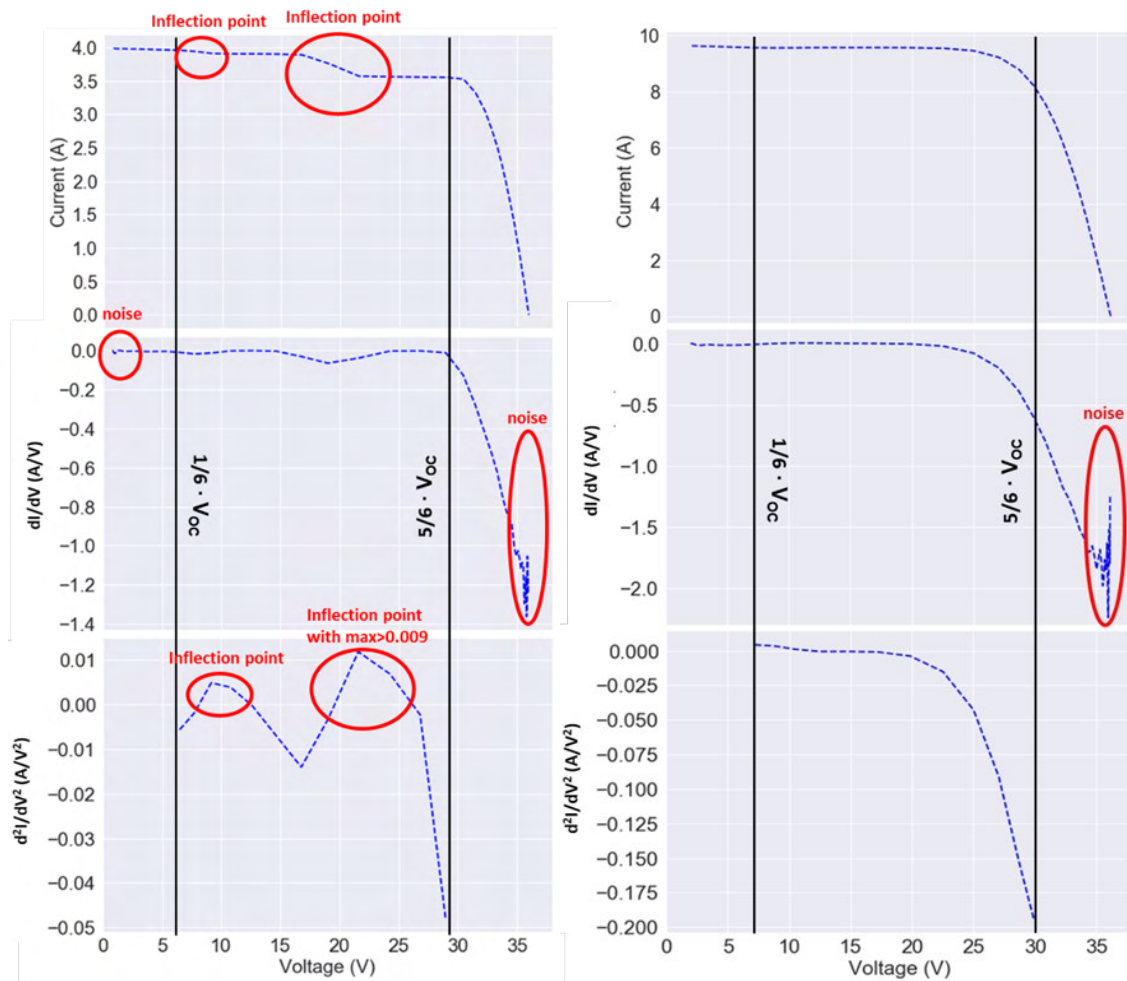 Inflection point
Inflection point
4.0
3.5
3.0
2.5
4.0
1.5
1.0
0.5
0.0
Current (A)
10
8
6
4
2
0
Current (A)
noise
0.0
−0.2
−0.4
−0.6
−0.8
−1.0
−1.2
−1.4
dI/dV (A/V)
1/6 · VOC
5/6 · VOC
noise
0.0
−0.5
−1.0
−1.5
−2.0
dI/dV (A/V)
1/6 · VOC
5/6 · VOC
noise
Inflection point
Inflection point
with max>0.009
0.01
0.00
−0.01
−0.02
−0.03
−0.04
−0.05
d²I/dV² (A/V²)
0 5 10 15 20 25 30 35
Voltage (V)
0.000
−0.025
−0.050
−0.075
−0.100
−0.125
−0.150
−0.175
−0.200
d²I/dV² (A/V²)
0 5 10 15 20 25 30 35
Voltage (V)